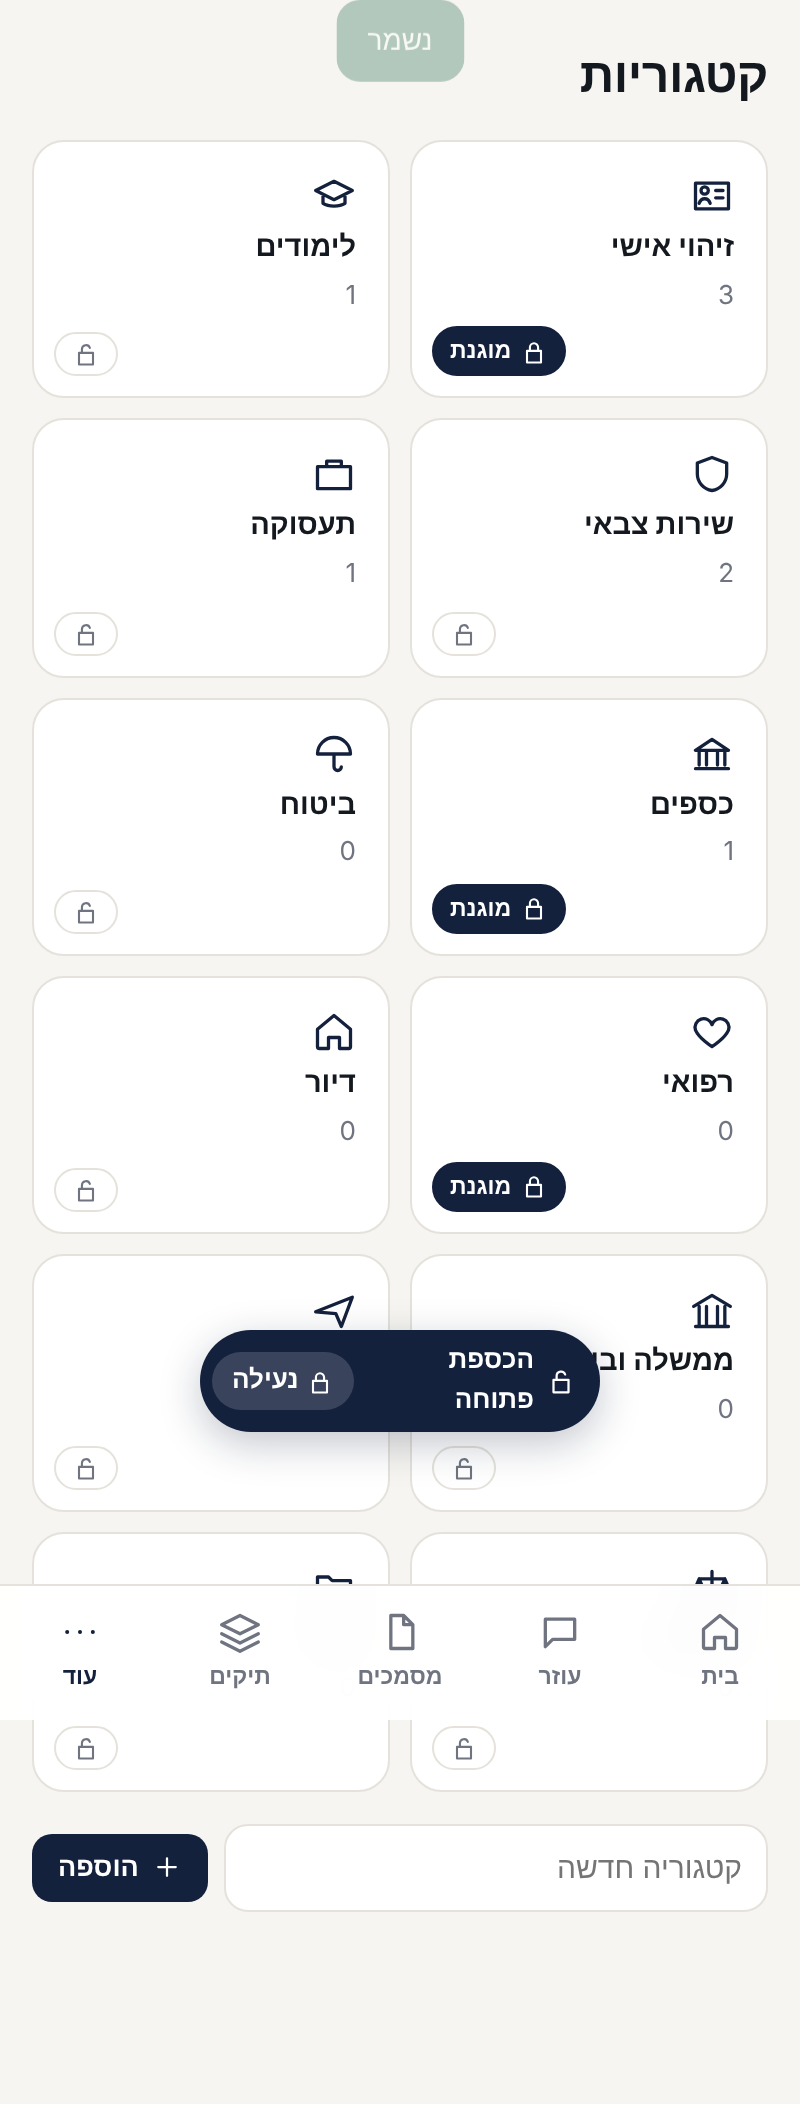 נשמר
קטגוריות
זיהוי אישי
3
מוגנת
לימודים
1
שירות צבאי
2
תעסוקה
1
כספים
1
מוגנת
ביטוח
0
רפואי
0
מוגנת
דיור
0
ממשלה
0
הכספת
פתוחה
נעילה
בית
עוזר
מסמכים
תיקים
עוד
קטגוריה חדשה
הוספה